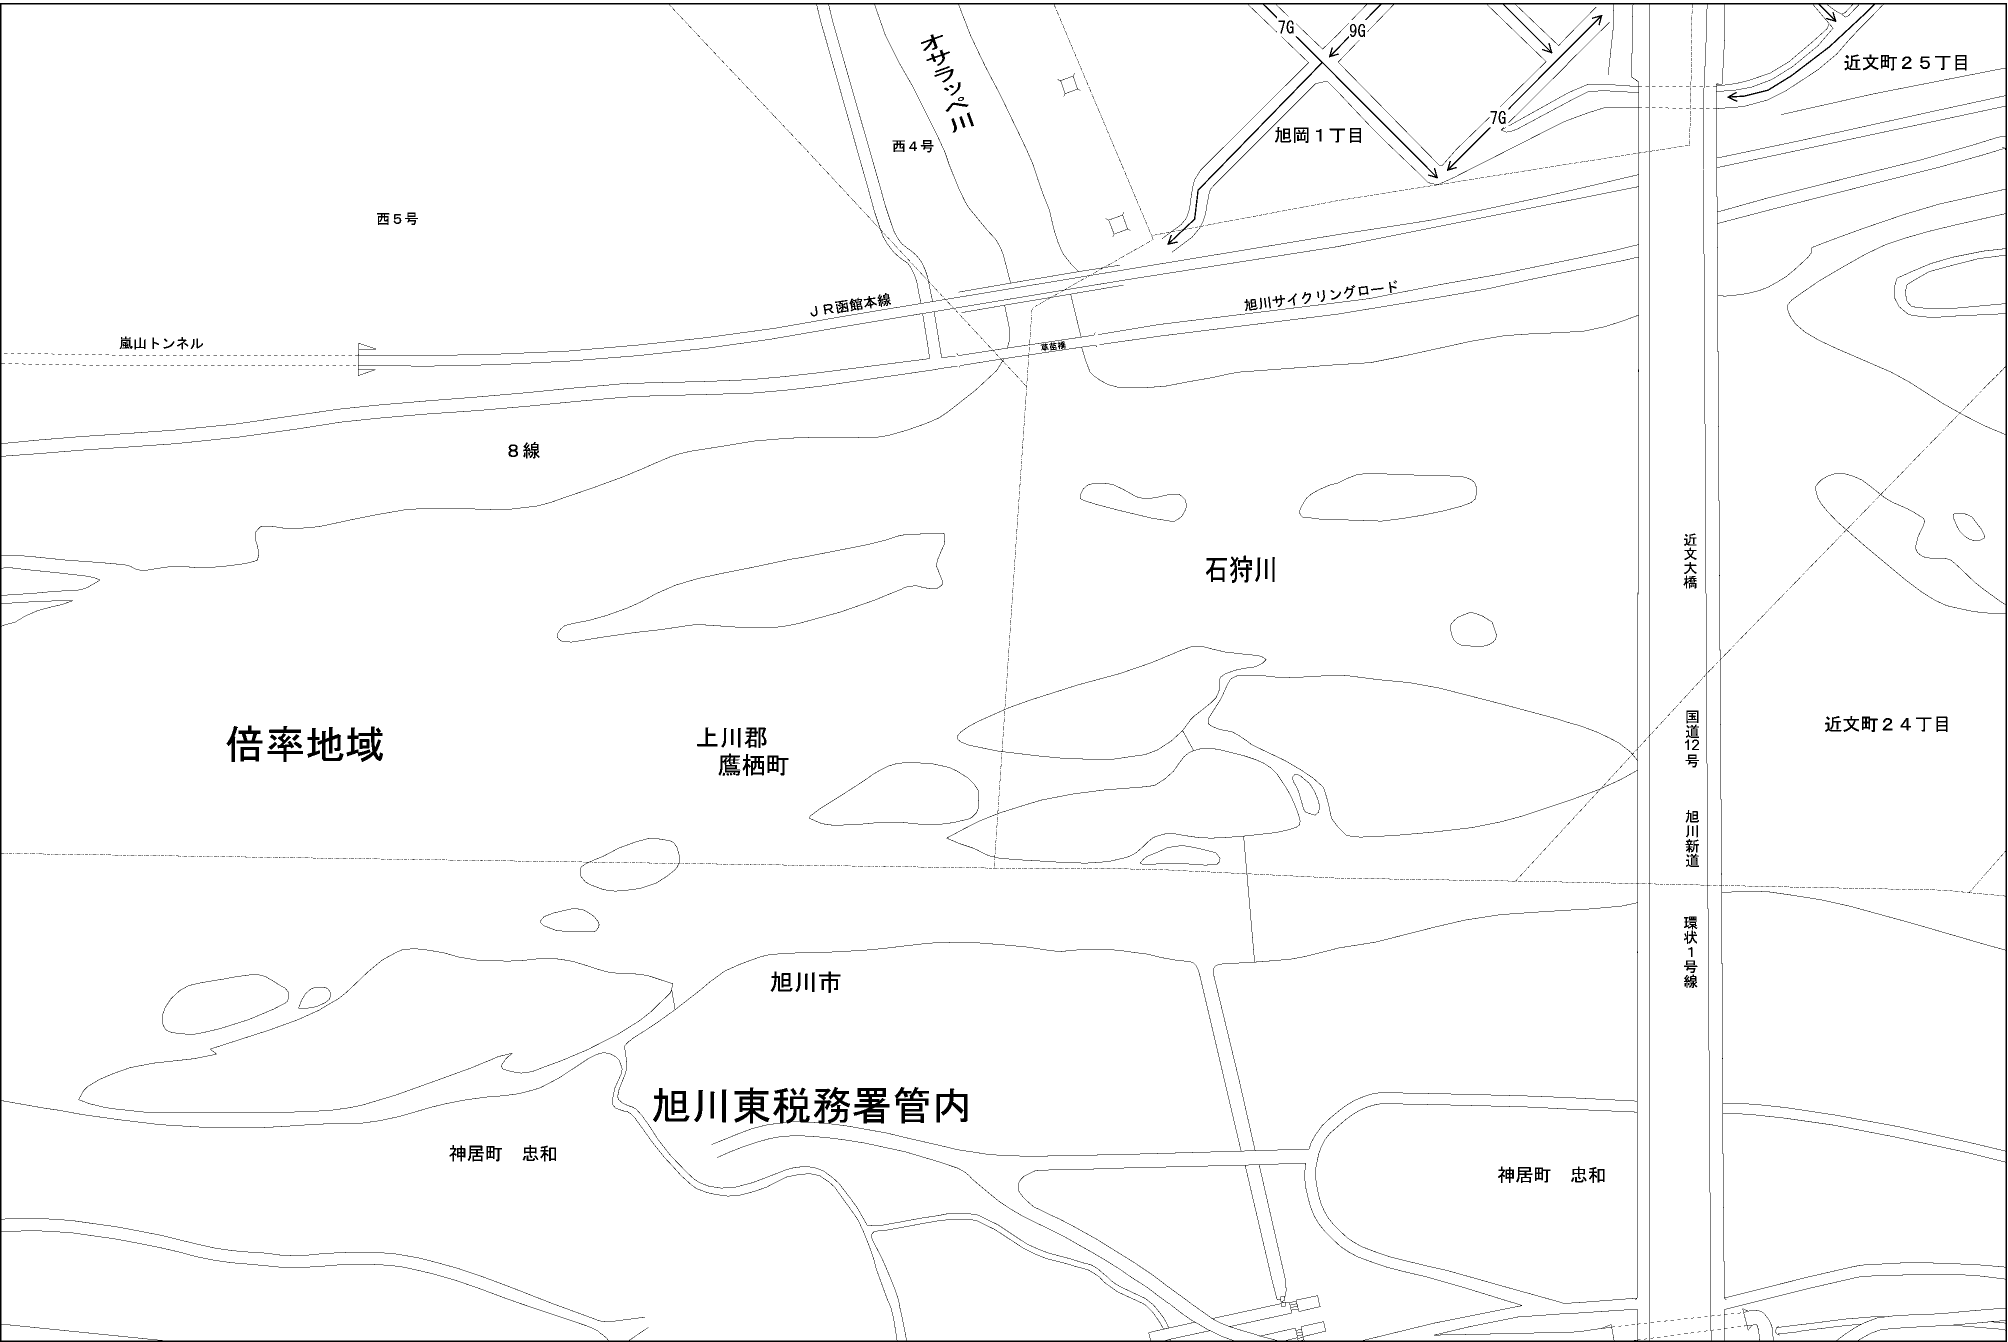 7G
9G
近文町２５丁目
オサラッペ川
7G
旭岡１丁目
西４号
西５号
ＪＲ函館本線
旭川サイクリングロード
嵐山トンネル
８線
近文大橋
石狩川
国道12号
近文町２４丁目
倍率地域
上川郡
鷹栖町
旭川新道
環状１号線
旭川市
旭川東税務署管内
神居町　忠和
神居町　忠和